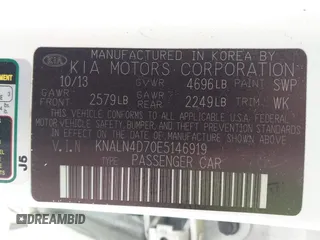 MANUFACTURED IN KOREA BY
KIA KIA MOTORS CORPORATION
10/13 GVWR 4696LB PAINT SWP
GAWR GAWR
FRONT 2579LB REAR 2249LB TRIM WK
THIS VEHICLE CONFORMS TO ALL APPLICABLE
U.S. FEDERAL MOTOR VEHICLE SAFETY,
BUMPER, AND THEFT PREVENTION STANDARDS
IN EFFECT ON THE DATE OF MANUFACTURE
SHOWN ABOVE.
V.I.N KNALN4D70E5146919
TYPE PASSENGER CAR
J5
DREAMBID